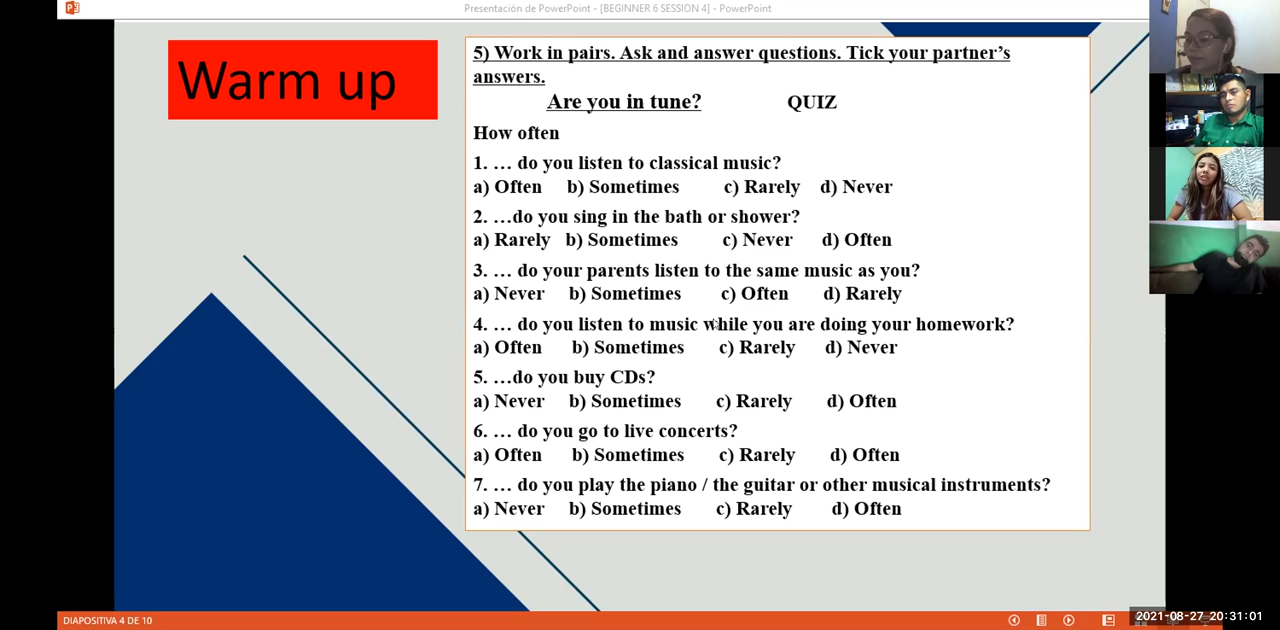 Presentación de PowerPoint - [BEGINNER 6 SESSION 4] - PowerPoint
Warm up
5) Work in pairs. Ask and answer questions. Tick your partner's
answers.
Are you in tune? QUIZ
How often
1. … do you listen to classical music?
a) Often b) Sometimes c) Rarely d) Never
2. …do you sing in the bath or shower?
a) Rarely b) Sometimes c) Never d) Often
3. … do your parents listen to the same music as you?
a) Never b) Sometimes c) Often d) Rarely
4. … do you listen to music while you are doing your homework?
a) Often b) Sometimes c) Rarely d) Never
5. …do you buy CDs?
a) Never b) Sometimes c) Rarely d) Often
6. … do you go to live concerts?
a) Often b) Sometimes c) Rarely d) Often
7. … do you play the piano / the guitar or other musical instruments?
a) Never b) Sometimes c) Rarely d) Often
DIAPOSITIVA 4 DE 10
2021-08-27 20:31:01